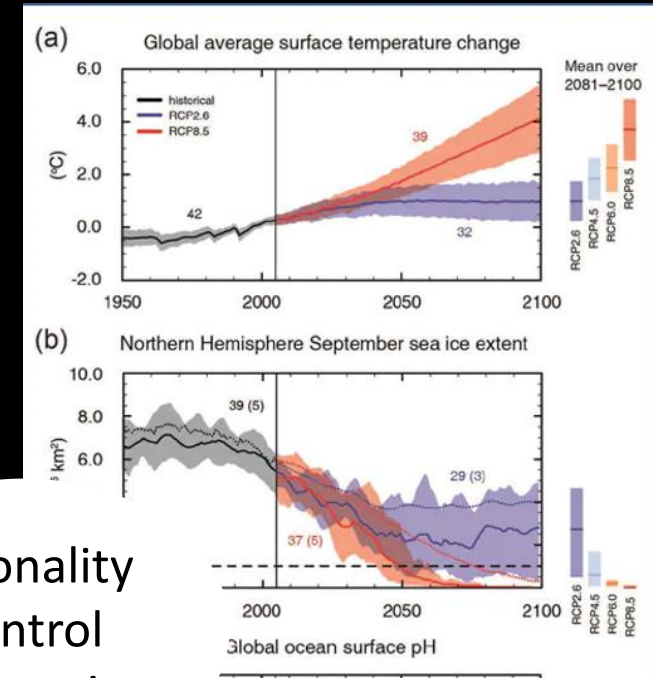 (a)
Global average surface temperature change
Mean over
2081–2100
6.0
4.0
2.0
0.0
-2.0
(°C)
historical
RCP2.6
RCP8.5
39
42
32
1950
2000
2050
2100
RCP2.6
RCP4.5
RCP6.0
RCP8.5
(b)
Northern Hemisphere September sea ice extent
10.0
8.0
6.0
km²)
39 (5)
29 (3)
37 (5)
2000
2050
2100
RCP2.6
RCP4.5
RCP6.0
RCP8.5
onality
ntrol
Global ocean surface pH